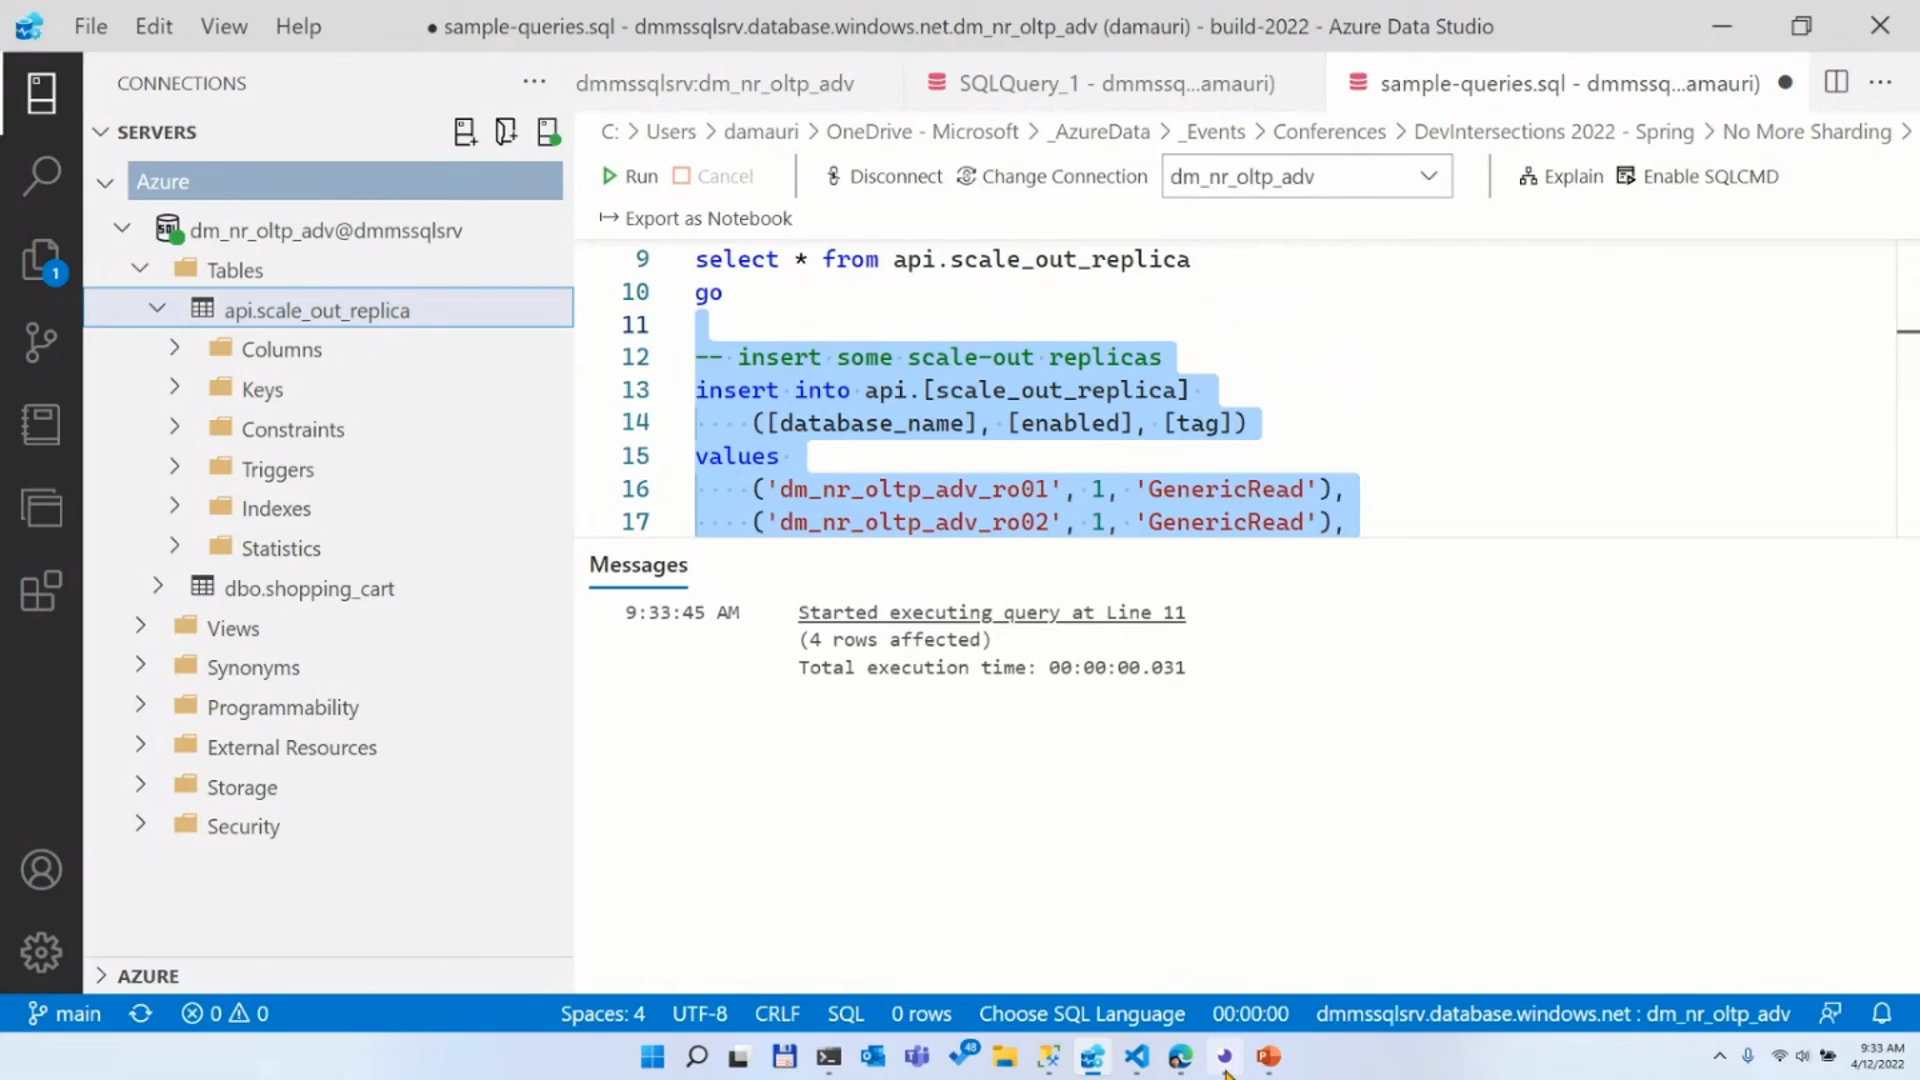 File Edit View Help
● sample-queries.sql - dmmssqlsrv.database.windows.net.dm_nr_oltp_adv (damauri) - build-2022 - Azure Data Studio
CONNECTIONS
dmmssqlsrv:dm_nr_oltp_adv
SQLQuery_1 - dmmssq...amauri)
sample-queries.sql - dmmssq...amauri)
SERVERS
C: > Users > damauri > OneDrive - Microsoft > _AzureData > _Events > Conferences > DevIntersections 2022 - Spring > No More Sharding >
Azure
Run Cancel Disconnect Change Connection dm_nr_oltp_adv Explain Enable SQLCMD
Export as Notebook
dm_nr_oltp_adv@dmmssqlsrv
Tables
api.scale_out_replica
Columns
Keys
Constraints
Triggers
Indexes
Statistics
dbo.shopping_cart
Views
Synonyms
Programmability
External Resources
Storage
Security
AZURE
9 select * from api.scale_out_replica
10 go
11
12 -- insert some scale-out replicas
13 insert into api.[scale_out_replica]
14 ([database_name], [enabled], [tag])
15 values
16 ('dm_nr_oltp_adv_ro01', 1, 'GenericRead'),
17 ('dm_nr_oltp_adv_ro02', 1, 'GenericRead'),
Messages
9:33:45 AM Started executing query at Line 11
(4 rows affected)
Total execution time: 00:00:00.031
1
main 0 0 Spaces: 4 UTF-8 CRLF SQL 0 rows Choose SQL Language 00:00:00 dmmssqlsrv.database.windows.net : dm_nr_oltp_adv
48
9:33 AM
4/12/2022